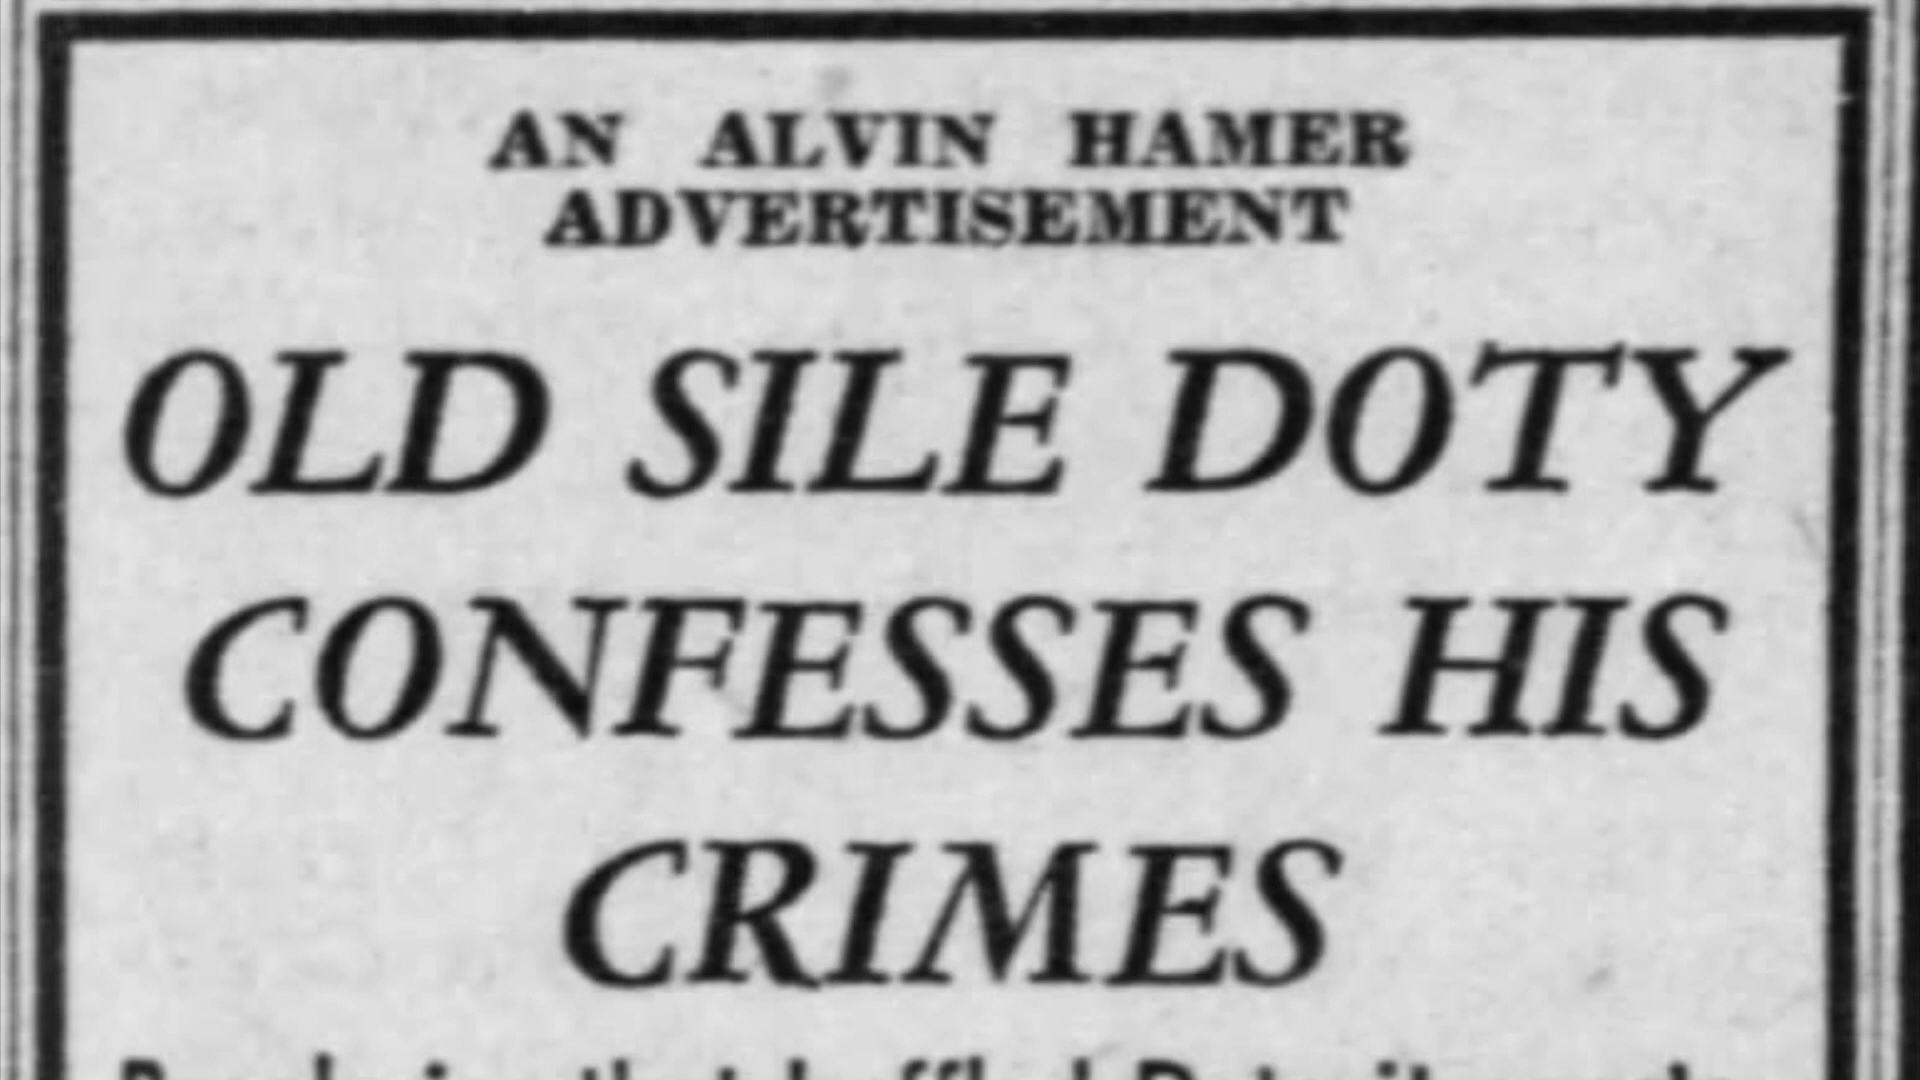 AN ALVIN HAMER
ADVERTISEMENT
OLD SILE DOTY
CONFESSES HIS
CRIMES